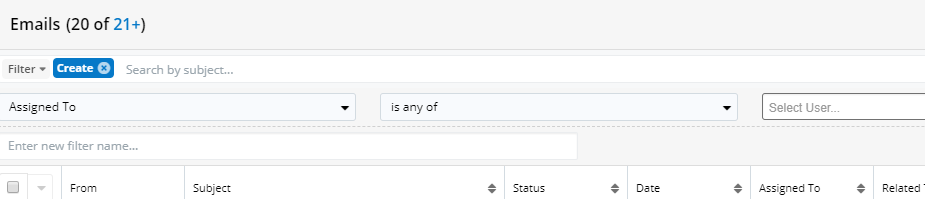 Emails (20 of 21+)
Filter Create Search by subject...
Assigned To is any of Select User...
Enter new filter name...
From Subject Status Date Assigned To Related